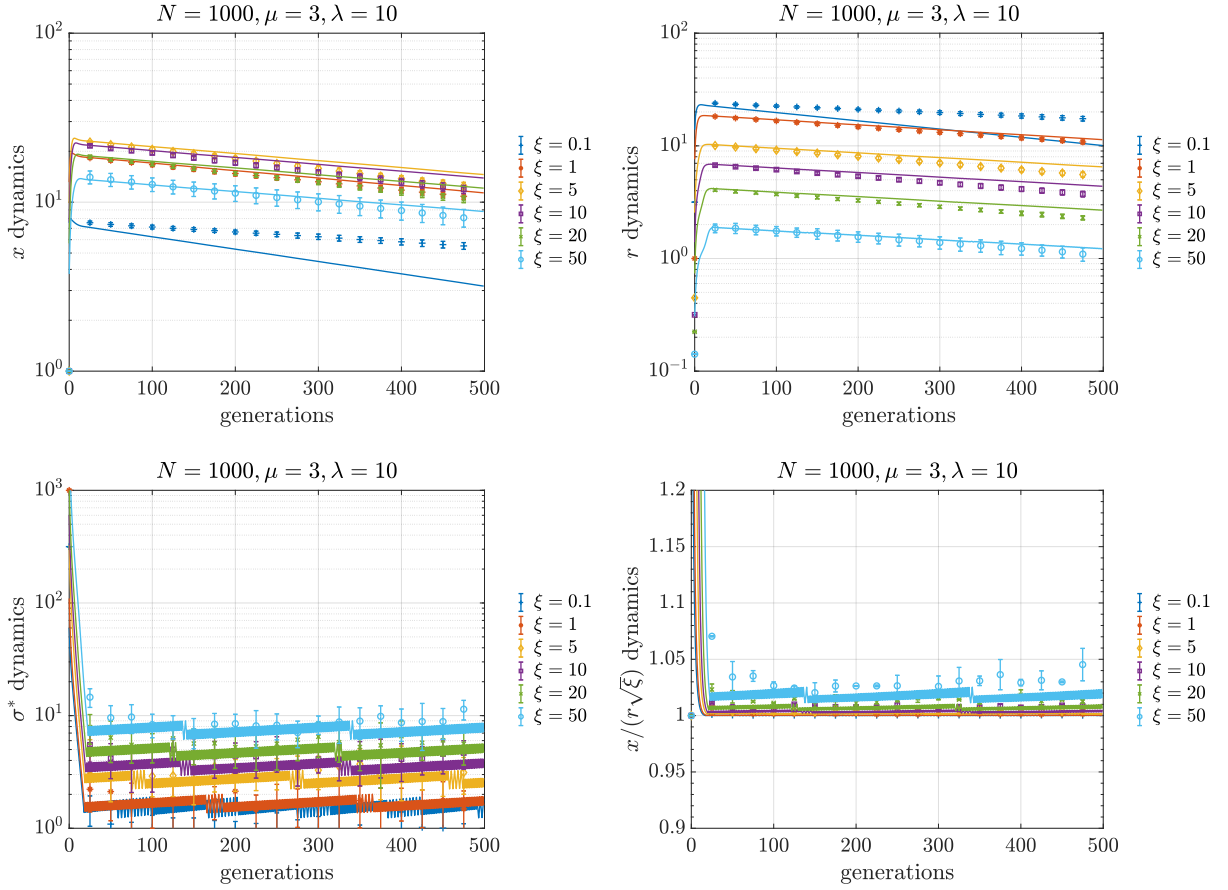 N = 1000, μ = 3, λ = 10
10²
10¹
10⁰
x dynamics
0 100 200 300 400 500
generations
ξ = 0.1
ξ = 1
ξ = 5
ξ = 10
ξ = 20
ξ = 50
N = 1000, μ = 3, λ = 10
10²
10¹
10⁰
10⁻¹
r dynamics
0 100 200 300 400 500
generations
ξ = 0.1
ξ = 1
ξ = 5
ξ = 10
ξ = 20
ξ = 50
N = 1000, μ = 3, λ = 10
10³
10²
10¹
10⁰
σ* dynamics
0 100 200 300 400 500
generations
ξ = 0.1
ξ = 1
ξ = 5
ξ = 10
ξ = 20
ξ = 50
N = 1000, μ = 3, λ = 10
1.2
1.15
1.1
1.05
1
0.95
0.9
x/(r√ξ) dynamics
0 100 200 300 400 500
generations
ξ = 0.1
ξ = 1
ξ = 5
ξ = 10
ξ = 20
ξ = 50